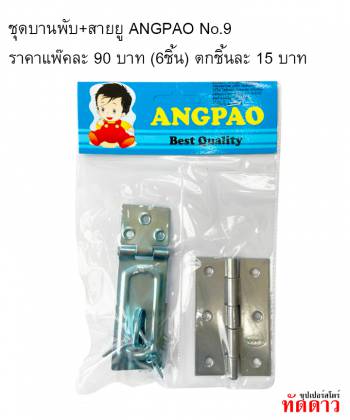 ชุดบานพับ+สายยู ANGPAO No.9
ราคาแพ๊คละ 90 บาท (6ชิ้น) ตกชิ้นละ 15 บาท
ANGPAO
Best Quality
ซุปเปอร์สโตร์
ทัดดาว